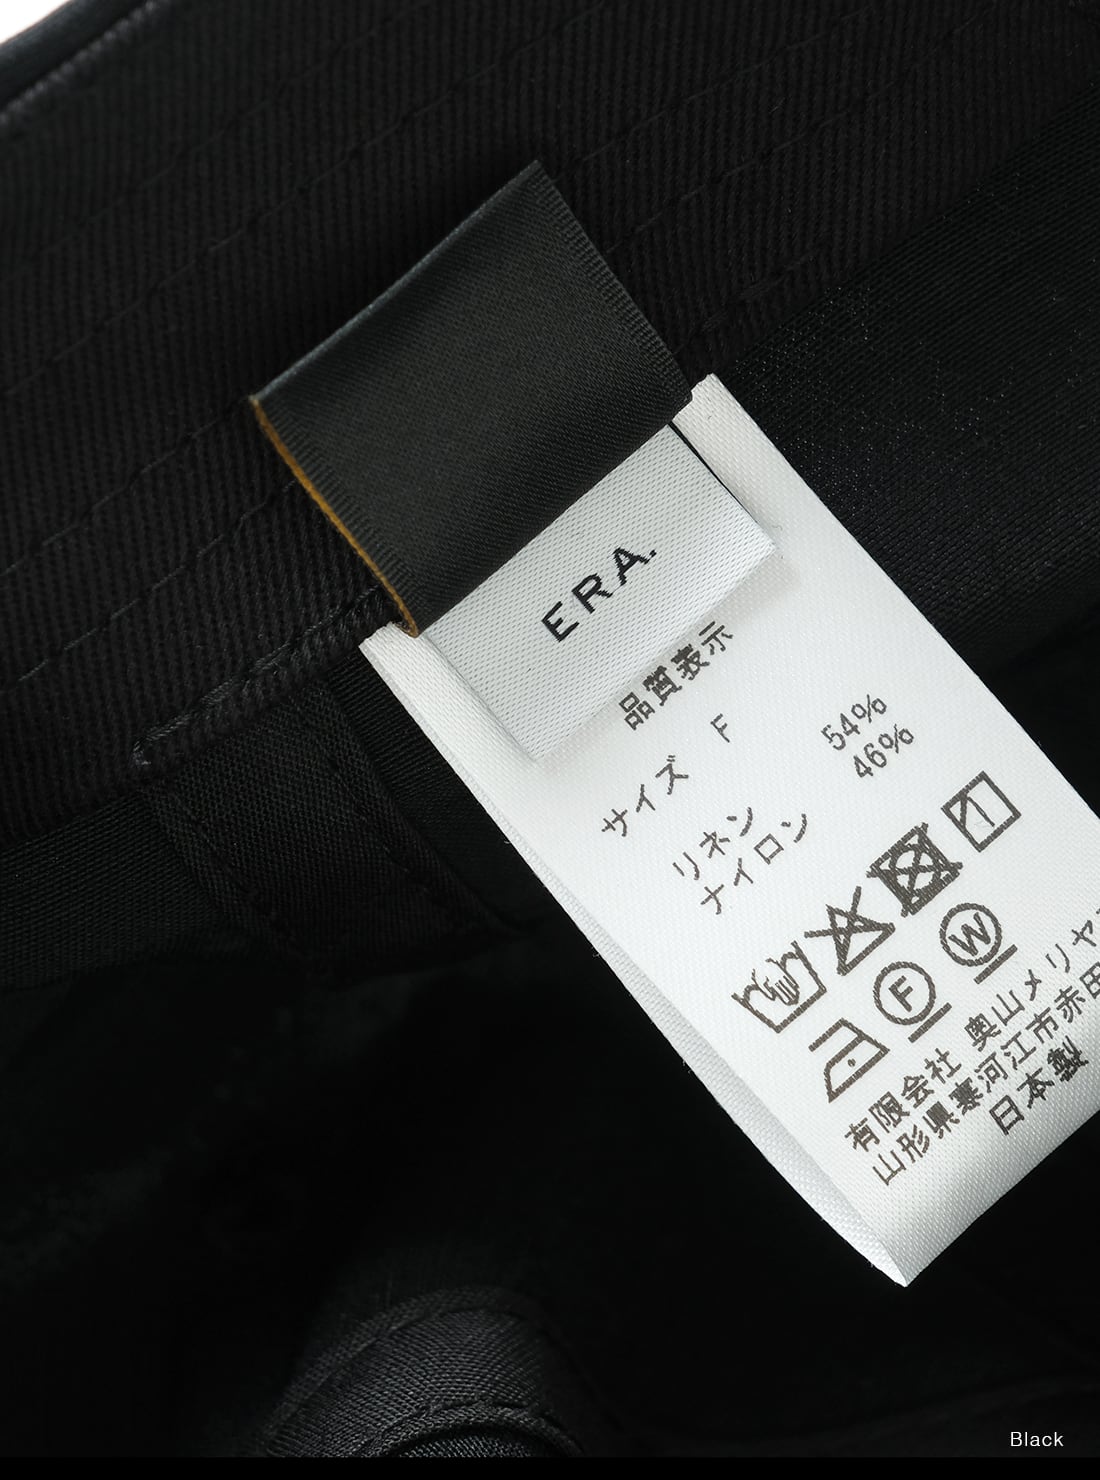 ERA.
品質表示
サイズ F
リネン 54%
ナイロン 46%
F
W
有限会社 奥山メリヤ
山形県寒河江市赤田
日本製
Black